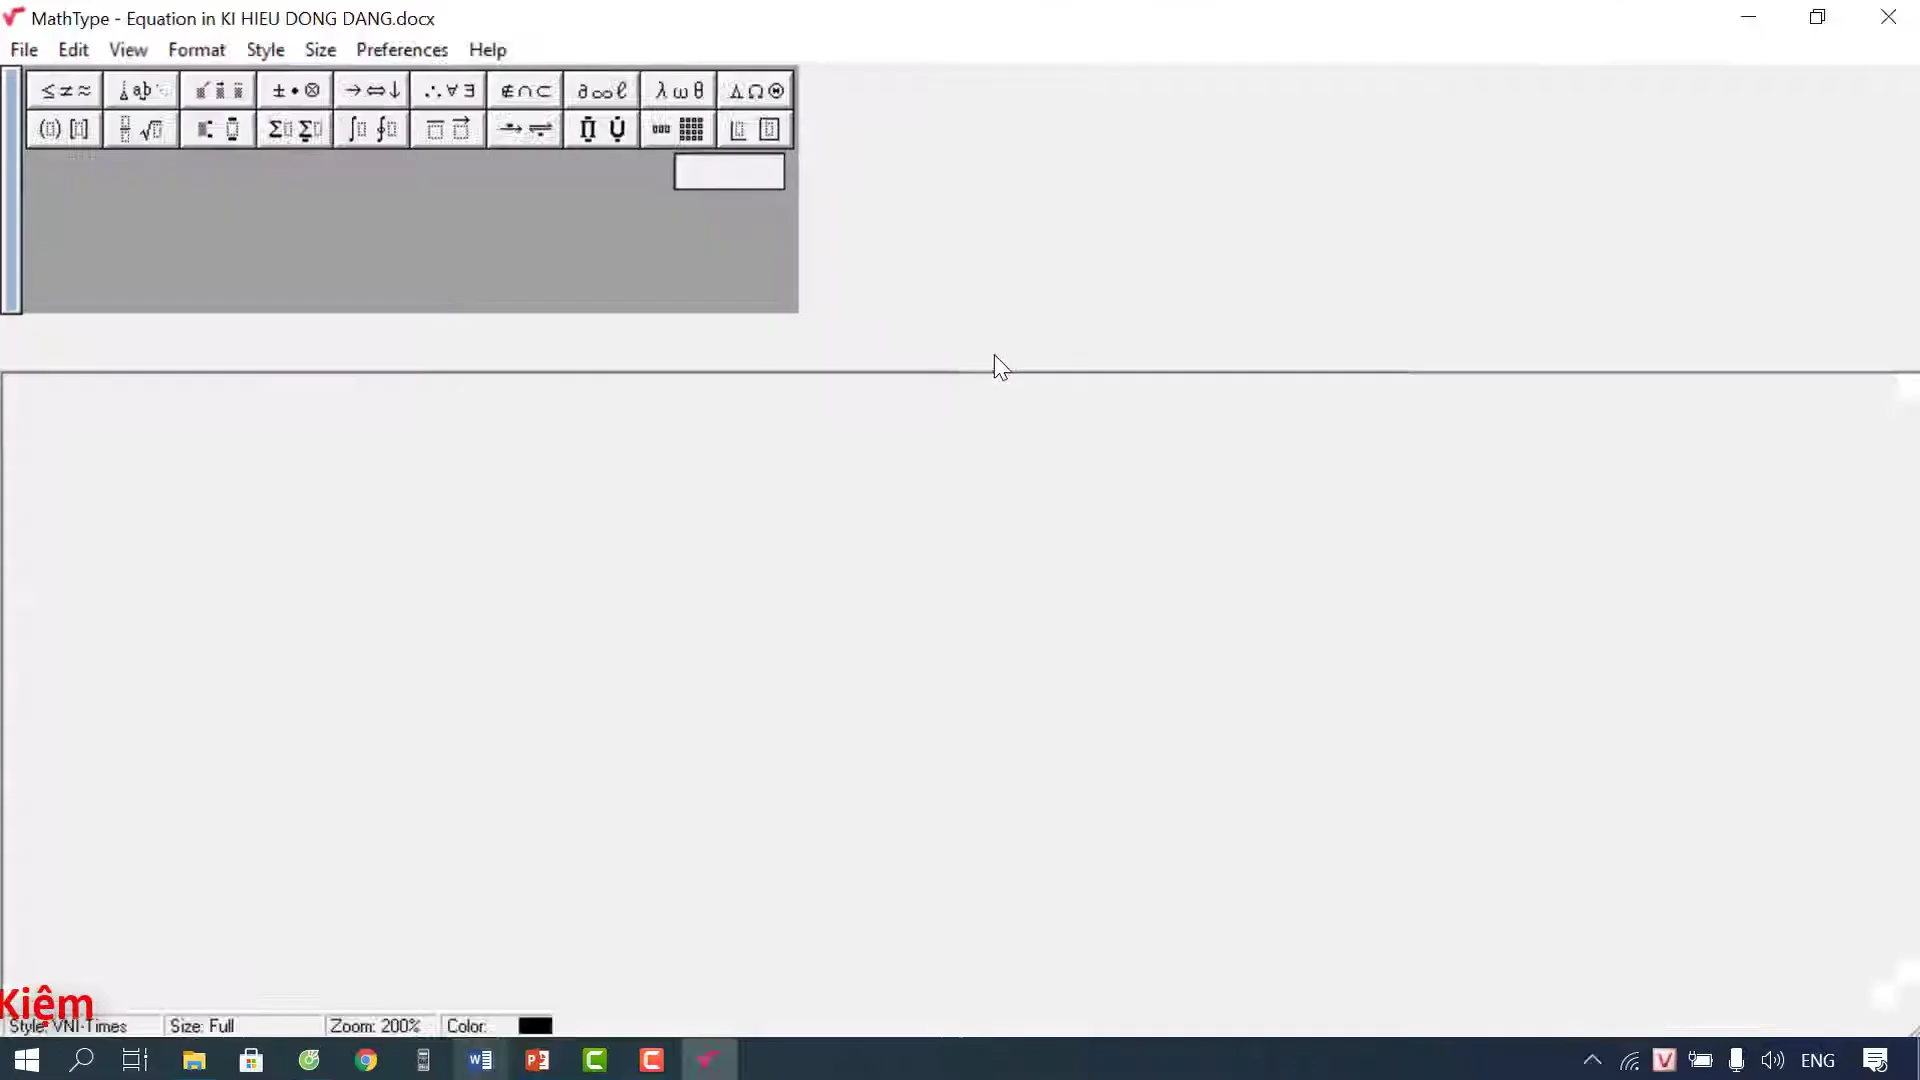 MathType - Equation in KI HIEU DONG DANG.docx
File Edit View Format Style Size Preferences Help
≤ ≠ ≈
± • ⊗
→ ⇔ ↓
∴ ∀ ∃
∉ ∩ ⊂
∂ ∞ ℓ
λ ω θ
Δ Ω ⊗
Kiệm
Style: VNI-Times Size: Full Zoom: 200% Color:
ENG